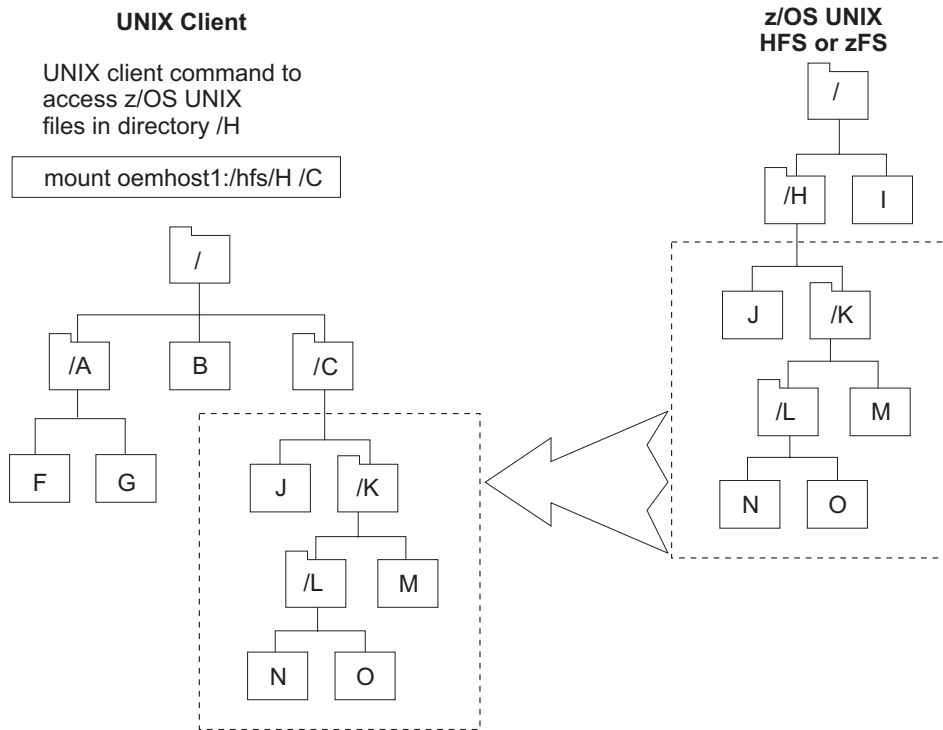 UNIX Client
UNIX client command to
access z/OS UNIX
files in directory /H
mount oemhost1:/hfs/H /C
/
/A
B
/C
F
G
J
/K
/L
M
N
O
z/OS UNIX
HFS or zFS
/
/H
I
J
/K
/L
M
N
O